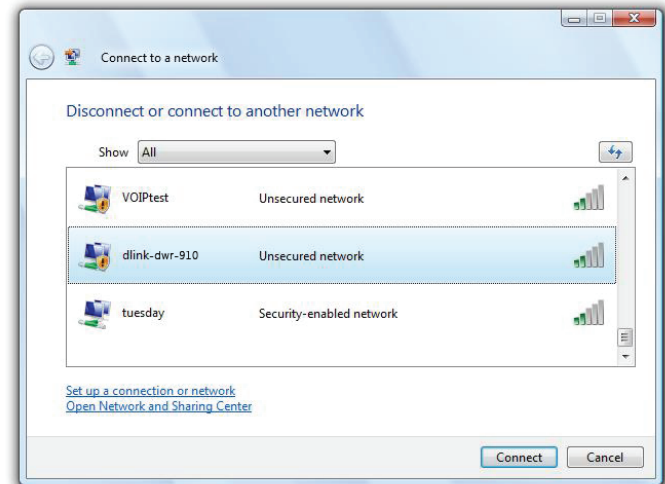 Connect to a network
Disconnect or connect to another network
Show All
VOIPtest Unsecured network
dlink-dwr-910 Unsecured network
tuesday Security-enabled network
Set up a connection or network
Open Network and Sharing Center
Connect Cancel